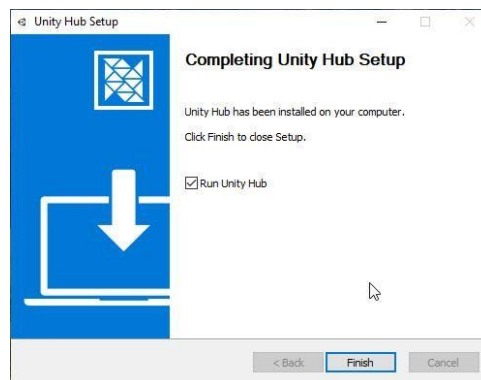 Unity Hub Setup
Completing Unity Hub Setup
Unity Hub has been installed on your computer.
Click Finish to close Setup.
Run Unity Hub
< Back
Finish
Cancel